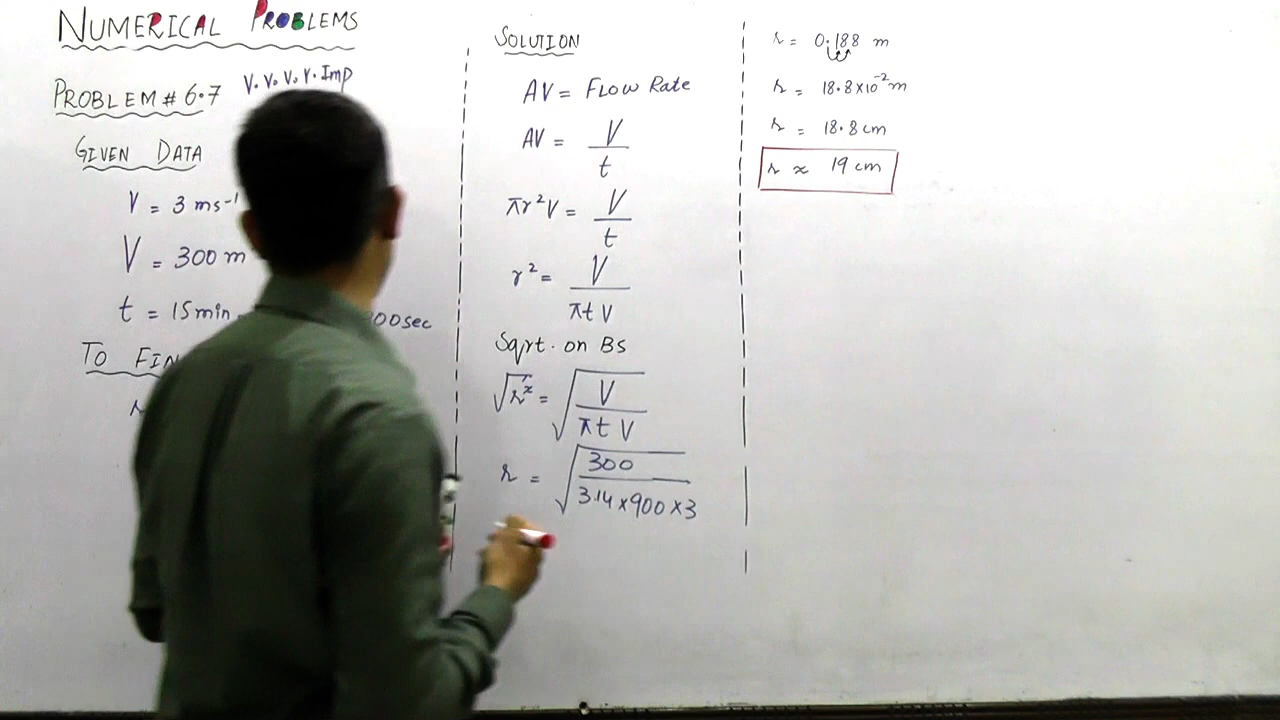 NUMERICAL PROBLEMS
PROBLEM # 6.7 V. V. V. V. Imp
GIVEN DATA
V = 3 ms⁻¹
V = 300 m
t = 15 min
00 sec
TO FIN
SOLUTION
AV = FLOW Rate
AV = V/t
πr²V = V/t
r² = V/πtV
Sqrt. on BS
√r² = √(V/πtV)
r = √(300/3.14×900×3)
r = 0.188 m
r = 18.8×10⁻² m
r = 18.8 cm
r ≈ 19 cm